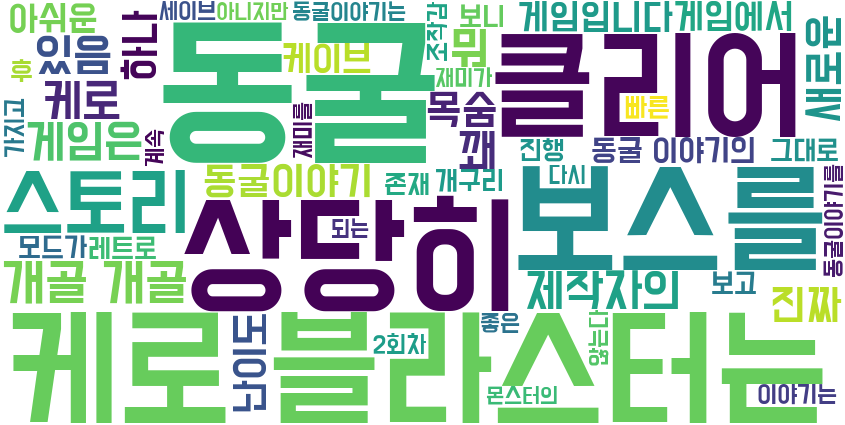 아쉬운
세이브
아니지만
동굴이야기는
조작감
보니
게임입니다
게임에서
있음
하나
동굴
케이브
뭐
클리어
새로운
후
케로
재미가
목숨
빠른
가지고
게임은
계속
재미를
꽤
진행
동굴 이야기의
그대로
스토리
동굴이야기
존재
개구리
다시
보스를
동굴이야기를
모드가
레트로
상당히
되는
개골 개골
제작자의
보고
진짜
난이도
좋은
케로 블라스터는
2회차
않는다
몬스터의
이야기는